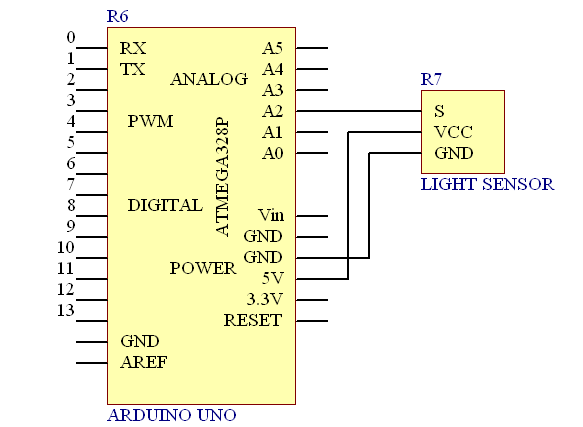 R6
0
RX
A5
1
TX
A4
2
ANALOG
A3
R7
3
A2
S
4
PWM
A1
VCC
5
A0
GND
6
ATMEGA328P
LIGHT SENSOR
7
8
DIGITAL
Vin
9
GND
10
GND
11
POWER
5V
12
3.3V
13
RESET
GND
AREF
ARDUINO UNO